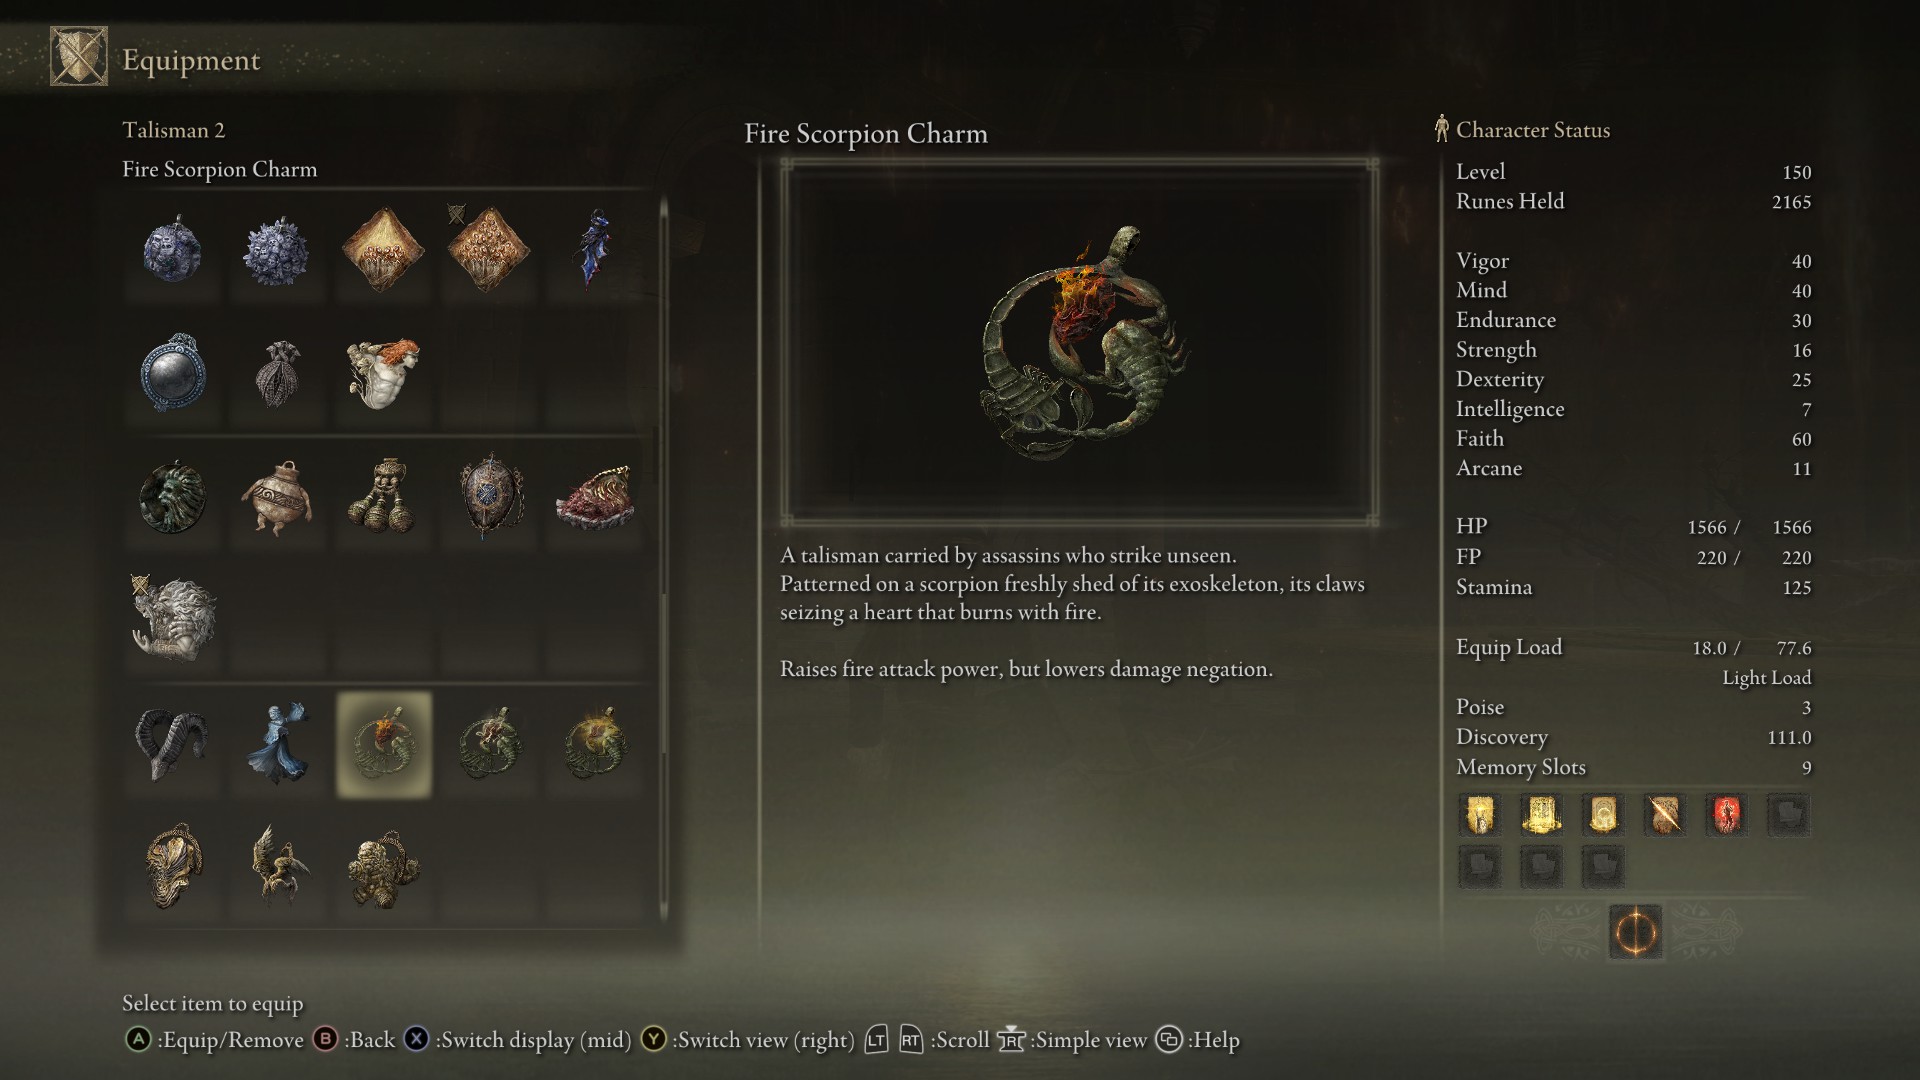 Equipment
Talisman 2
Fire Scorpion Charm
Fire Scorpion Charm
A talisman carried by assassins who strike unseen.
Patterned on a scorpion freshly shed of its exoskeleton, its claws
seizing a heart that burns with fire.
Raises fire attack power, but lowers damage negation.
Character Status
Level 150
Runes Held 2165
Vigor 40
Mind 40
Endurance 30
Strength 16
Dexterity 25
Intelligence 7
Faith 60
Arcane 11
HP 1566 / 1566
FP 220 / 220
Stamina 125
Equip Load 18.0 / 77.6
Light Load
Poise 3
Discovery 111.0
Memory Slots 9
Select item to equip
A :Equip/Remove B :Back X :Switch display (mid) Y :Switch view (right) LT RT :Scroll R :Simple view :Help